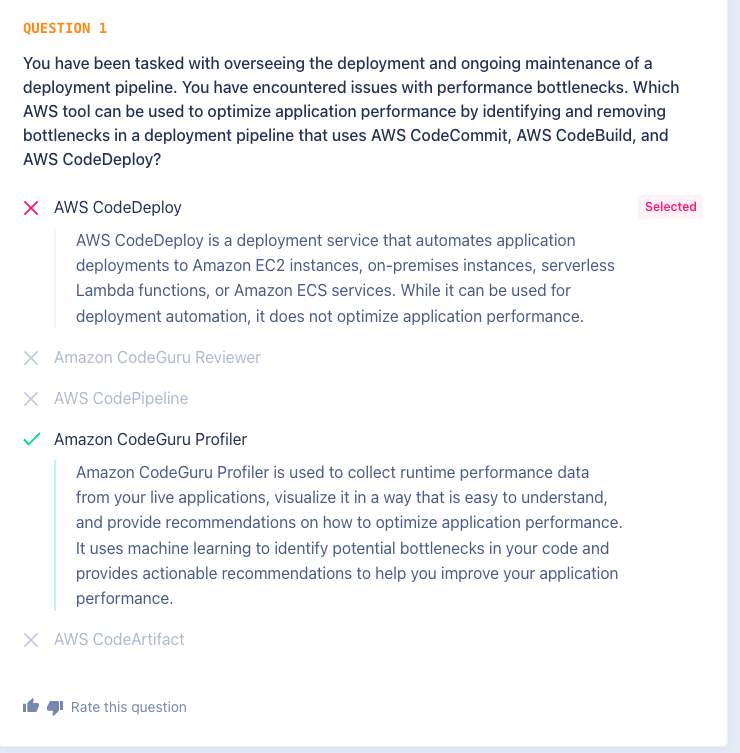 QUESTION 1
You have been tasked with overseeing the deployment and ongoing maintenance of a
deployment pipeline. You have encountered issues with performance bottlenecks. Which
AWS tool can be used to optimize application performance by identifying and removing
bottlenecks in a deployment pipeline that uses AWS CodeCommit, AWS CodeBuild, and
AWS CodeDeploy?
AWS CodeDeploy
Selected
AWS CodeDeploy is a deployment service that automates application
deployments to Amazon EC2 instances, on-premises instances, serverless
Lambda functions, or Amazon ECS services. While it can be used for
deployment automation, it does not optimize application performance.
Amazon CodeGuru Reviewer
AWS CodePipeline
Amazon CodeGuru Profiler
Amazon CodeGuru Profiler is used to collect runtime performance data
from your live applications, visualize it in a way that is easy to understand,
and provide recommendations on how to optimize application performance.
It uses machine learning to identify potential bottlenecks in your code and
provides actionable recommendations to help you improve your application
performance.
AWS CodeArtifact
Rate this question